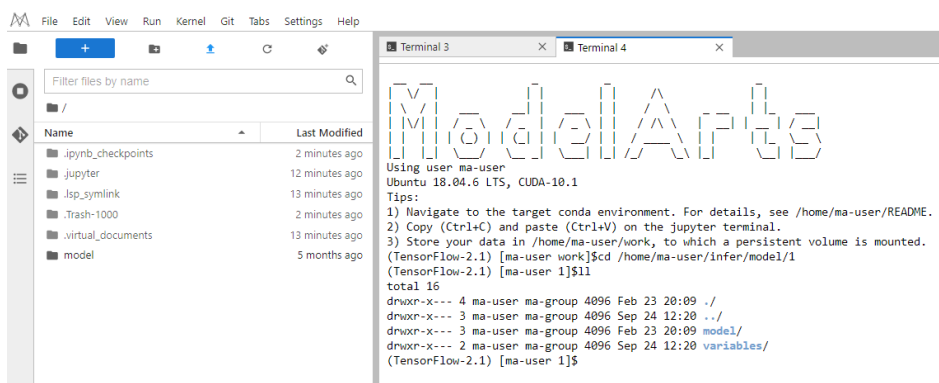 File Edit View Run Kernel Git Tabs Settings Help
Terminal 3
Terminal 4
Filter files by name
/
Name Last Modified
.ipynb_checkpoints 2 minutes ago
.jupyter 12 minutes ago
.lsp_symlink 13 minutes ago
.Trash-1000 2 minutes ago
.virtual_documents 13 minutes ago
model 5 months ago
ModelArts
Using user ma-user
Ubuntu 18.04.6 LTS, CUDA-10.1
Tips:
1) Navigate to the target conda environment. For details, see /home/ma-user/README.
2) Copy (Ctrl+C) and paste (Ctrl+V) on the jupyter terminal.
3) Store your data in /home/ma-user/work, to which a persistent volume is mounted.
(TensorFlow-2.1) [ma-user work]$cd /home/ma-user/infer/model/1
(TensorFlow-2.1) [ma-user 1]$ll
total 16
drwxr-x--- 4 ma-user ma-group 4096 Feb 23 20:09 ./
drwxr-x--- 3 ma-user ma-group 4096 Sep 24 12:20 ../
drwxr-x--- 3 ma-user ma-group 4096 Feb 23 20:09 model/
drwxr-x--- 2 ma-user ma-group 4096 Sep 24 12:20 variables/
(TensorFlow-2.1) [ma-user 1]$